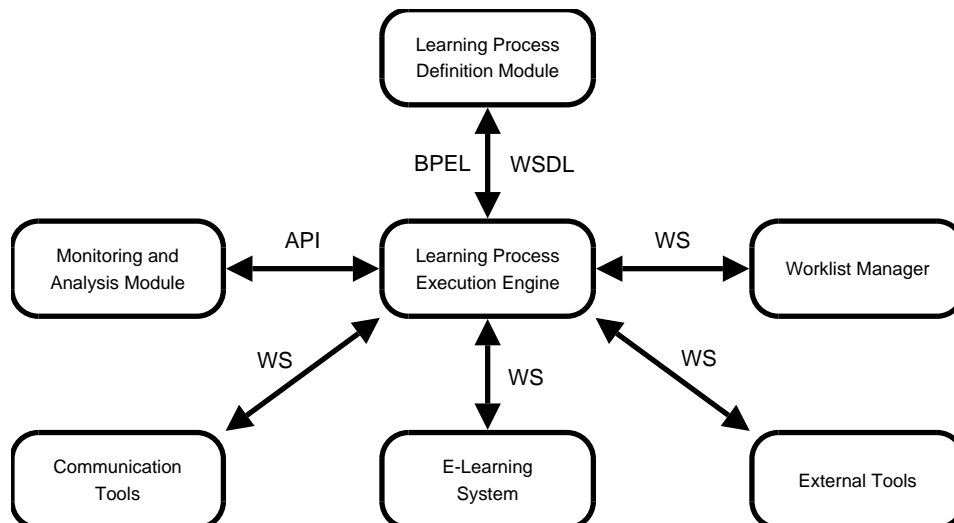 Learning Process
Definition Module
BPEL WSDL
Monitoring and
Analysis Module
API
Learning Process
Execution Engine
WS
Worklist Manager
WS
WS
WS
Communication
Tools
E-Learning
System
External Tools